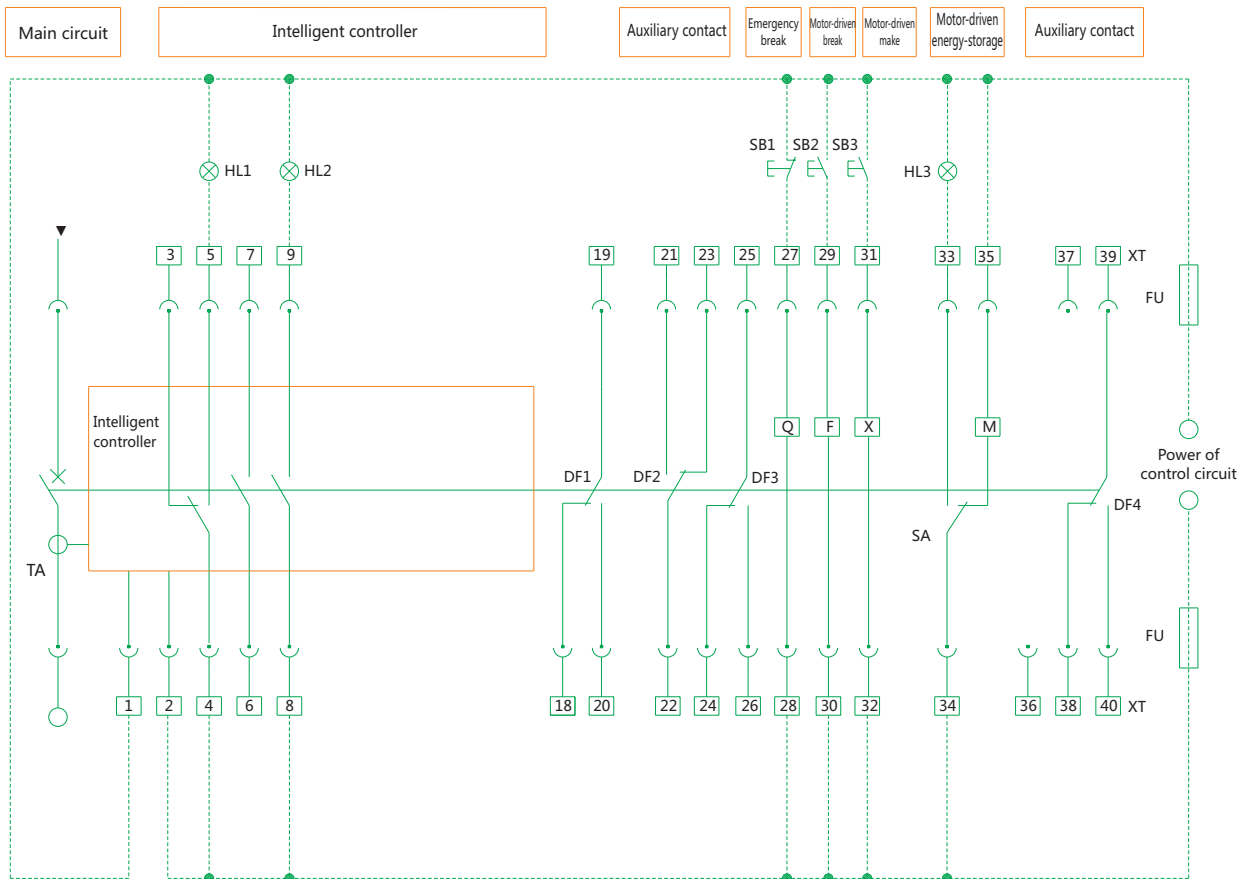 Main circuit
Intelligent controller
Auxiliary contact
Emergency
break
Motor-driven
break
Motor-driven
make
Motor-driven
energy-storage
Auxiliary contact
SB1
SB2
SB3
HL1
HL2
HL3
3
5
7
9
19
21
23
25
27
29
31
33
35
37
39
XT
FU
Intelligent
controller
Q
F
X
M
Power of
control circuit
DF1
DF2
DF3
DF4
SA
TA
FU
1
2
4
6
8
18
20
22
24
26
28
30
32
34
36
38
40
XT